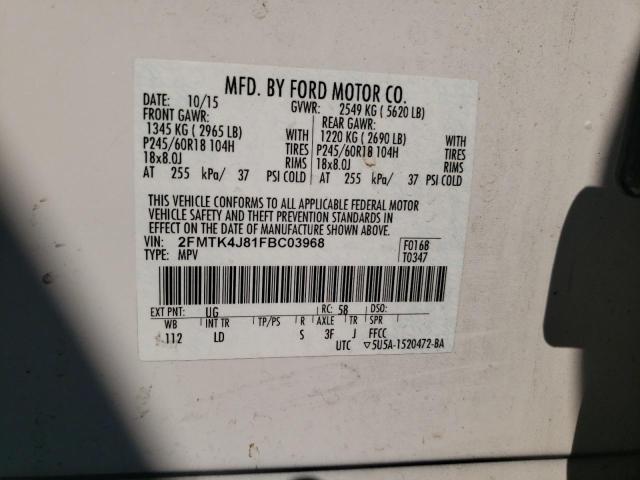 MFD. BY FORD MOTOR CO.
DATE: 10/15 GVWR: 2549 KG ( 5620 LB)
FRONT GAWR: REAR GAWR:
1345 KG ( 2965 LB) WITH 1220 KG ( 2690 LB) WITH
P245/60R18 104H TIRES P245/60R18 104H TIRES
18x8.0J RIMS 18x8.0J RIMS
AT 255 kPa/ 37 PSI COLD AT 255 kPa/ 37 PSI COLD
THIS VEHICLE CONFORMS TO ALL APPLICABLE FEDERAL MOTOR
VEHICLE SAFETY AND THEFT PREVENTION STANDARDS IN
EFFECT ON THE DATE OF MANUFACTURE SHOWN ABOVE.
VIN: 2FMTK4J81FBC03968 F0168
TYPE: MPV T0347
EXT PNT: UG RC: 58 DSO:
WB INT TR TP/PS R AXLE TR SPR
112 LD S 3F J FFCC
UTC ▽5U5A-1520472-BA